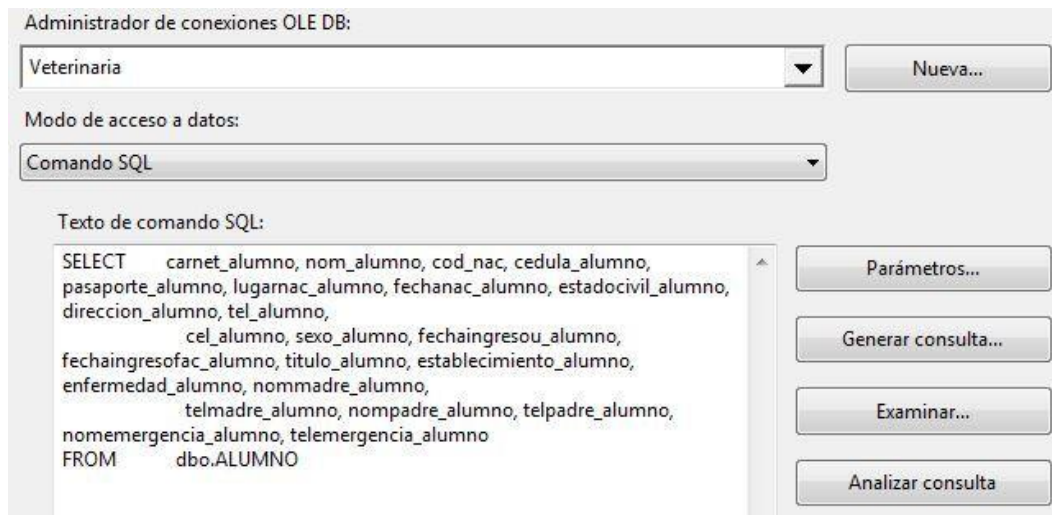 Administrador de conexiones OLE DB:
Veterinaria
Nueva...
Modo de acceso a datos:
Comando SQL
Texto de comando SQL:
SELECT carnet_alumno, nom_alumno, cod_nac, cedula_alumno,
pasaporte_alumno, lugarnac_alumno, fechanac_alumno, estadocivil_alumno,
direccion_alumno, tel_alumno,
cel_alumno, sexo_alumno, fechaingresou_alumno,
fechaingresofac_alumno, titulo_alumno, establecimiento_alumno,
enfermedad_alumno, nommadre_alumno,
telmadre_alumno, nompadre_alumno, telpadre_alumno,
nomemergencia_alumno, telemergencia_alumno
FROM dbo.ALUMNO
Parámetros...
Generar consulta...
Examinar...
Analizar consulta